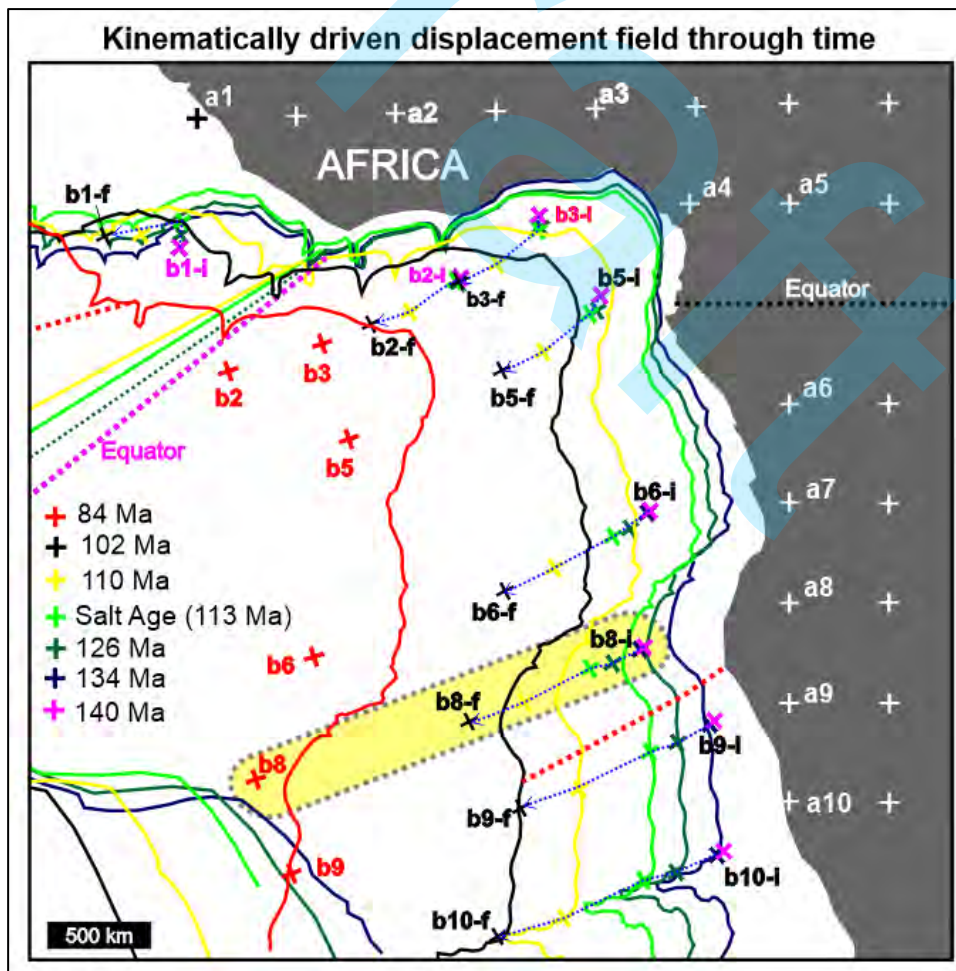 Kinematically driven displacement field through time
a1
a2
a3
AFRICA
b1-f
b3-I
a4
a5
b1-i
b2-i
b5-i
b3-f
Equator
b2-f
b3
b2
b5-f
a6
b5
Equator
b6-i
a7
84 Ma
102 Ma
110 Ma
b6-f
a8
Salt Age (113 Ma)
b8-i
126 Ma
b6
134 Ma
b8-f
a9
140 Ma
b9-i
b8
b9-f
a10
b9
b10-i
b10-f
500 km